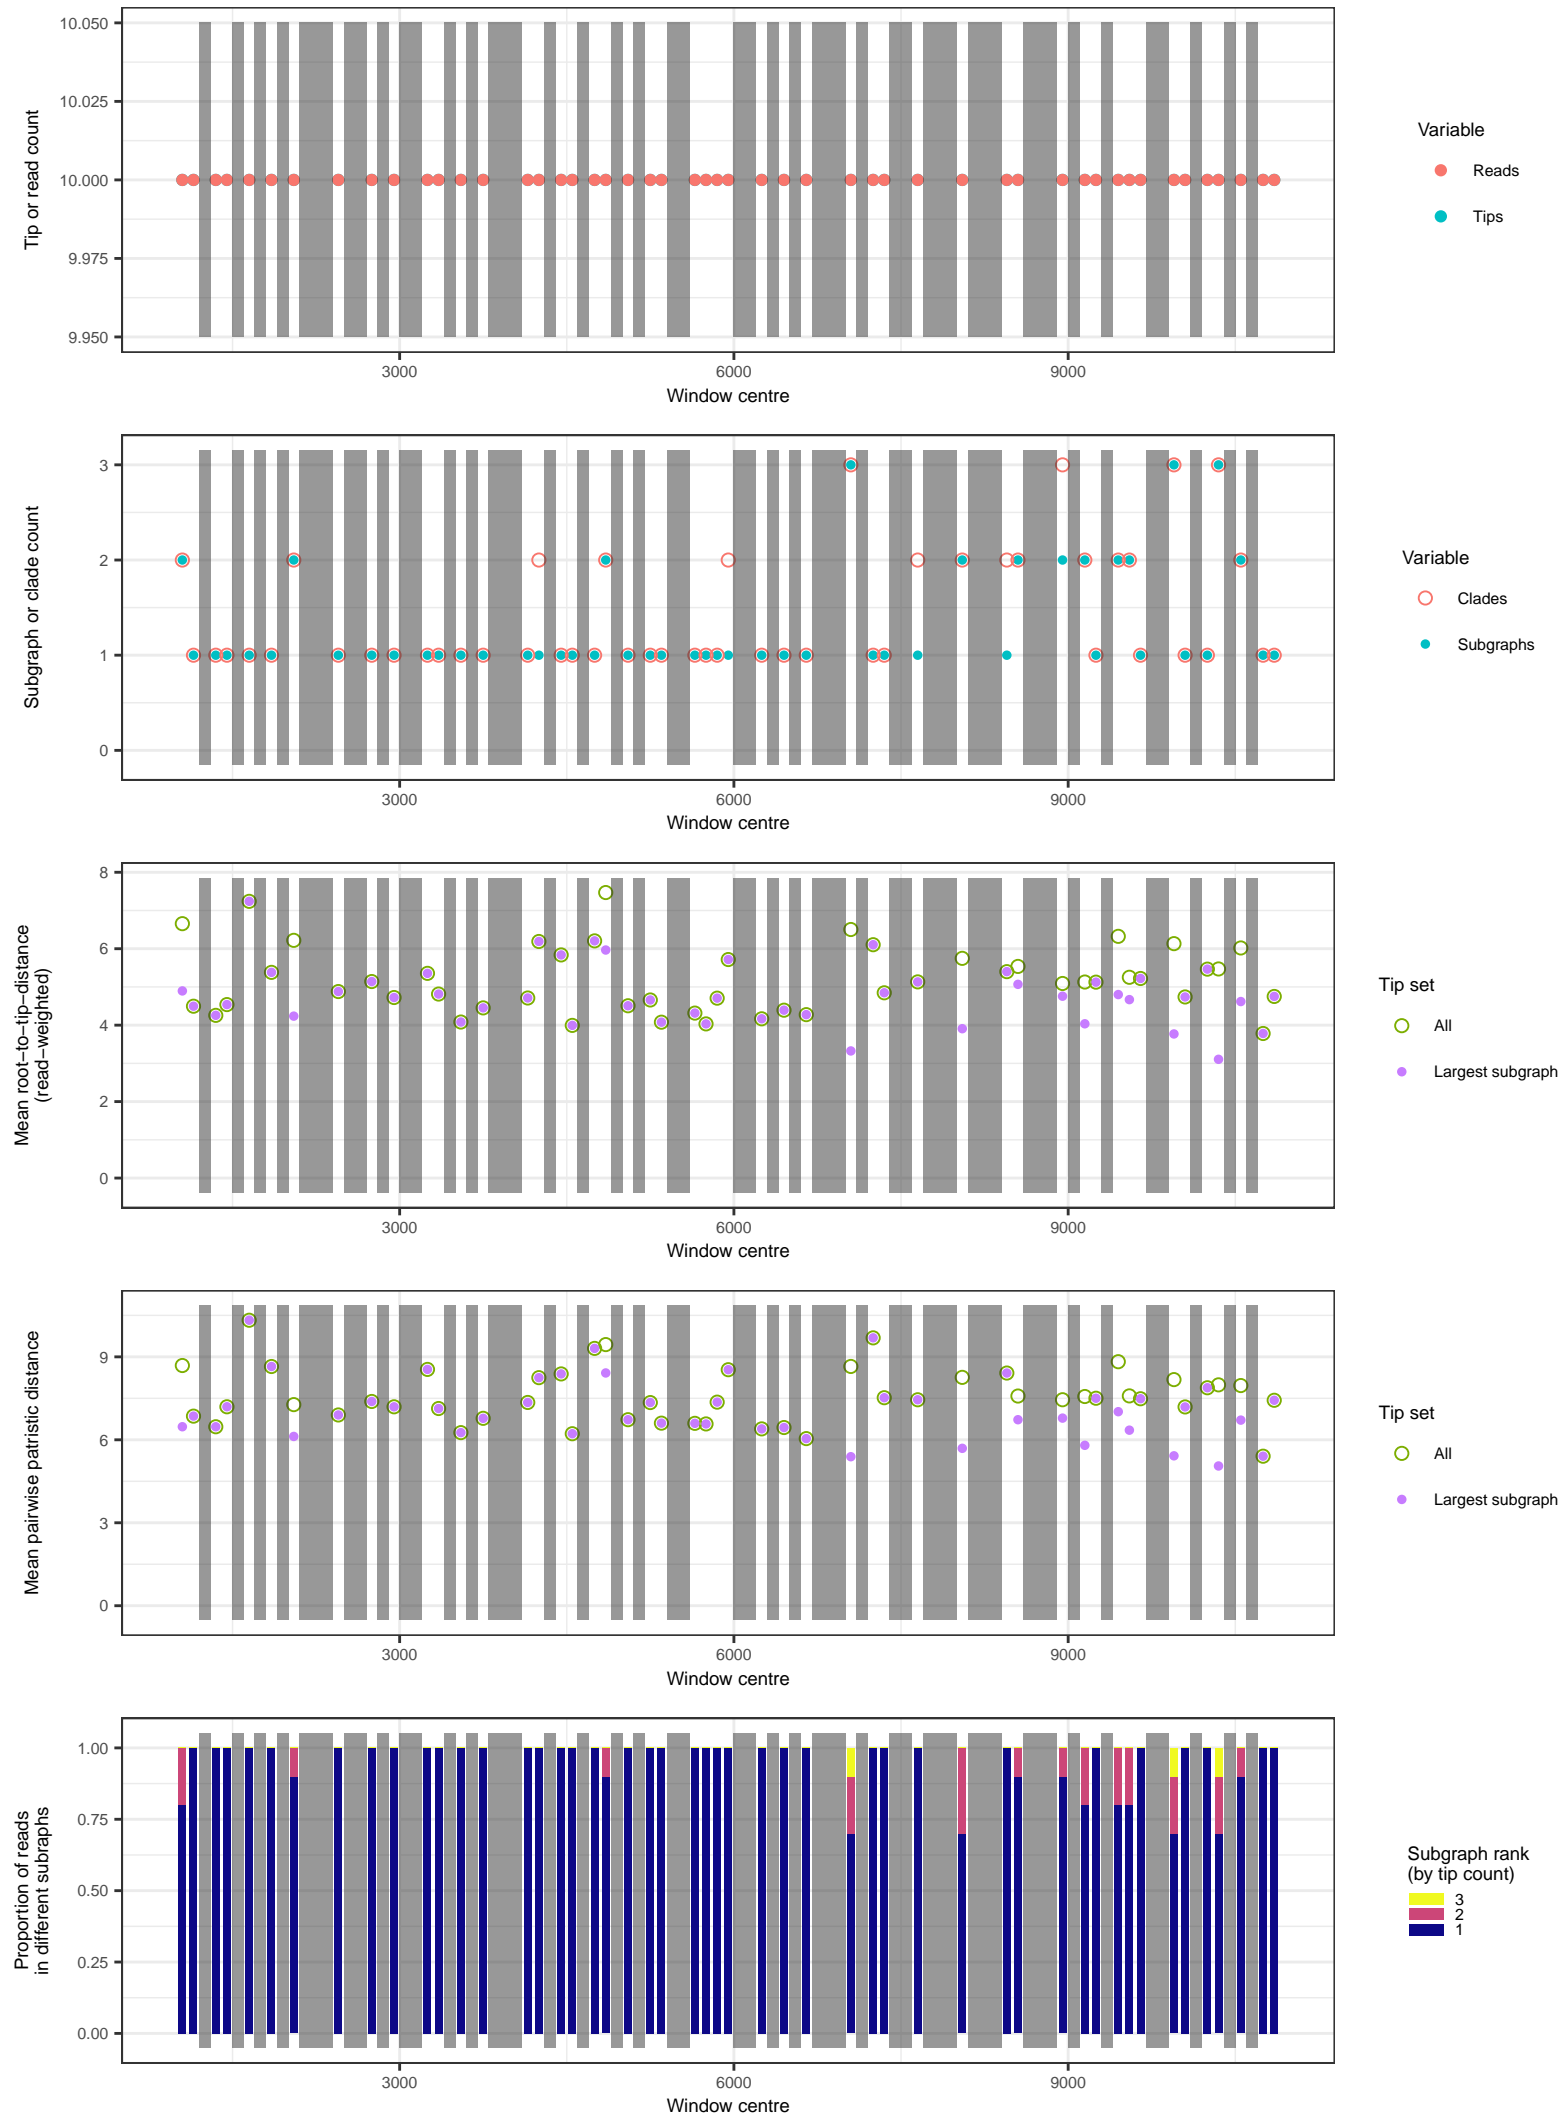 10.050
10.025
10.000
9.975
9.950
Tip or read count
3000
6000
9000
Window centre
Variable
Reads
Tips
3
2
1
0
Subgraph or clade count
3000
6000
9000
Window centre
Variable
Clades
Subgraphs
8
6
4
2
0
Mean root−to−tip−distance
(read−weighted)
3000
6000
9000
Window centre
Tip set
All
Largest subgraph
9
6
3
0
Mean pairwise patristic distance
3000
6000
9000
Window centre
Tip set
All
Largest subgraph
1.00
0.75
0.50
0.25
0.00
Proportion of reads
in different subraphs
3000
6000
9000
Window centre
Subgraph rank
(by tip count)
3
2
1